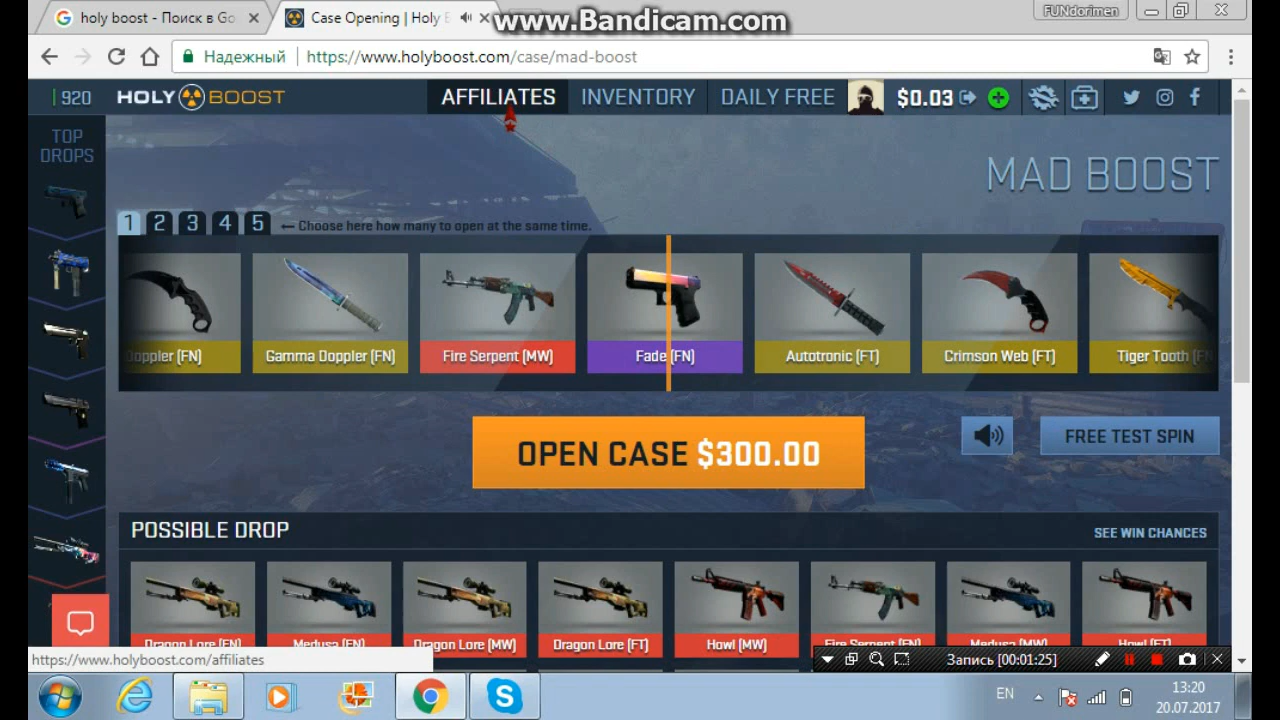 www.Bandicam.com
holy boost - Поиск в Go
Case Opening | Holy B
FUNdorimen
Надежный
https://www.holyboost.com/case/mad-boost
920
HOLY BOOST
AFFILIATES
INVENTORY
DAILY FREE
$0.03
TOP
DROPS
MAD BOOST
1 2 3 4 5
Choose here how many to open at the same time.
Doppler (FN)
Gamma Doppler (FN)
Fire Serpent (MW)
Fade (FN)
Autotronic (FT)
Crimson Web (FT)
Tiger Tooth (FN)
OPEN CASE $300.00
FREE TEST SPIN
POSSIBLE DROP
SEE WIN CHANCES
Dragon Lore (FN)
Medusa (FN)
Dragon Lore (MW)
Dragon Lore (FT)
Howl (MW)
Fire Serpent (FN)
Medusa (MW)
Howl (FT)
https://www.holyboost.com/affiliates
Запись [00:01:25]
EN
13:20
20.07.2017